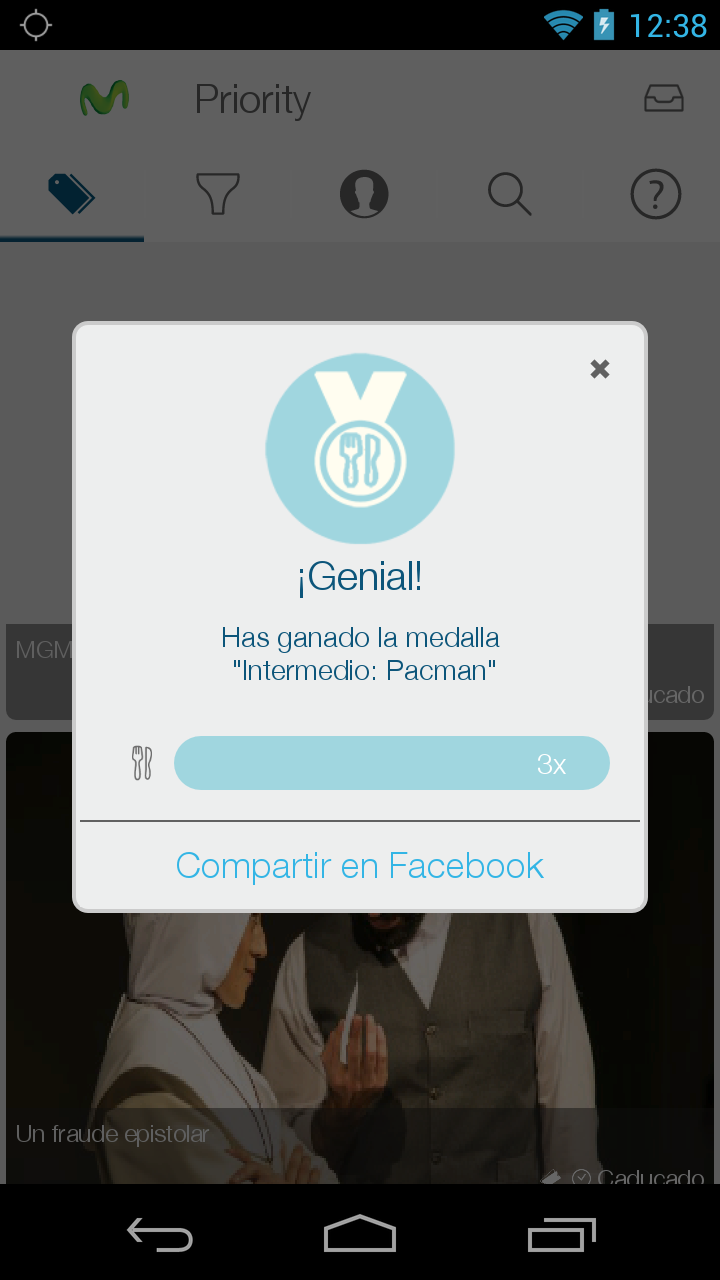 12:38
Priority
¡Genial!
Has ganado la medalla
"Intermedio: Pacman"
MGM
3x
Compartir en Facebook
Un fraude epistolar
Caducado